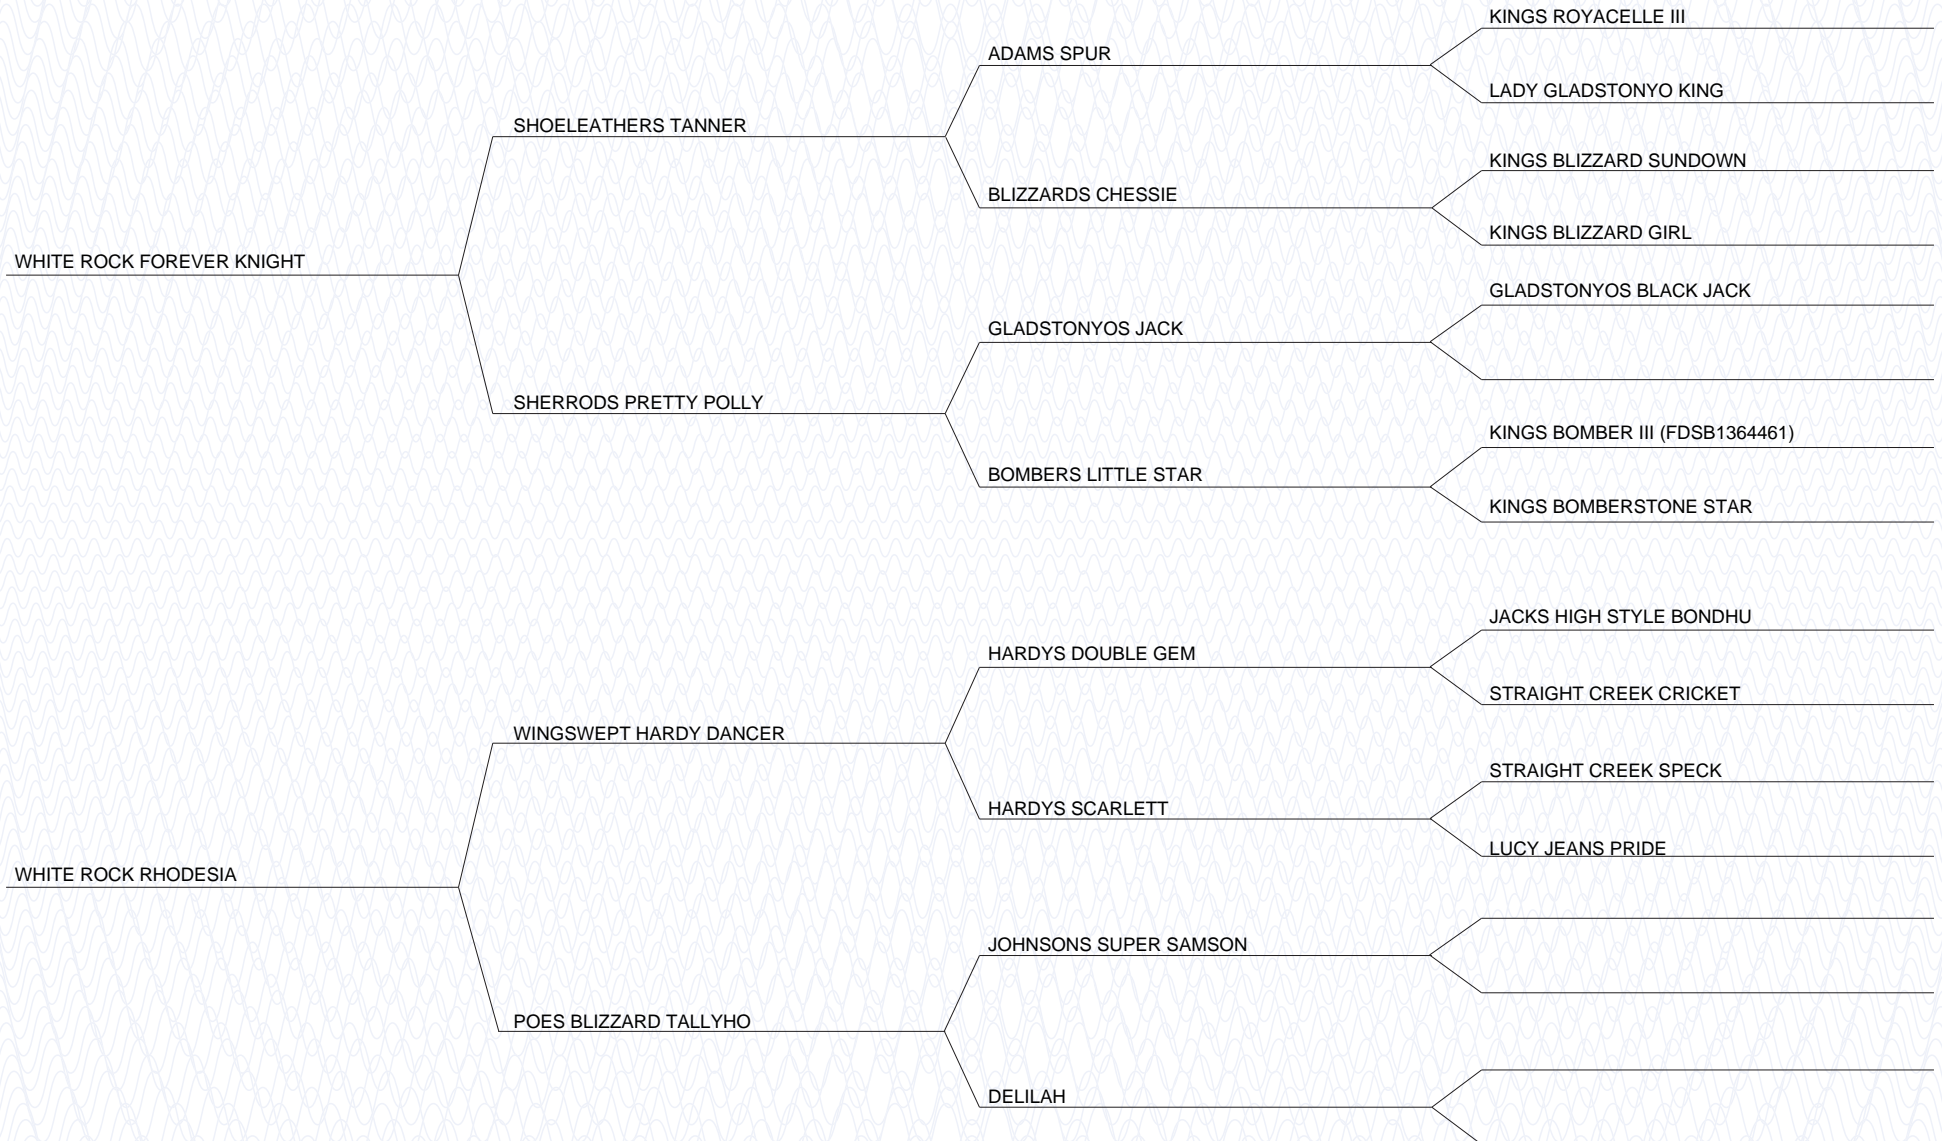 KINGS ROYACELLE III
ADAMS SPUR
LADY GLADSTONYO KING
SHOELEATHERS TANNER
KINGS BLIZZARD SUNDOWN
BLIZZARDS CHESSIE
KINGS BLIZZARD GIRL
WHITE ROCK FOREVER KNIGHT
GLADSTONYOS BLACK JACK
GLADSTONYOS JACK
SHERRODS PRETTY POLLY
KINGS BOMBER III (FDSB1364461)
BOMBERS LITTLE STAR
KINGS BOMBERSTONE STAR
JACKS HIGH STYLE BONDHU
HARDYS DOUBLE GEM
STRAIGHT CREEK CRICKET
WINGSWEPT HARDY DANCER
STRAIGHT CREEK SPECK
HARDYS SCARLETT
LUCY JEANS PRIDE
WHITE ROCK RHODESIA
JOHNSONS SUPER SAMSON
POES BLIZZARD TALLYHO
DELILAH